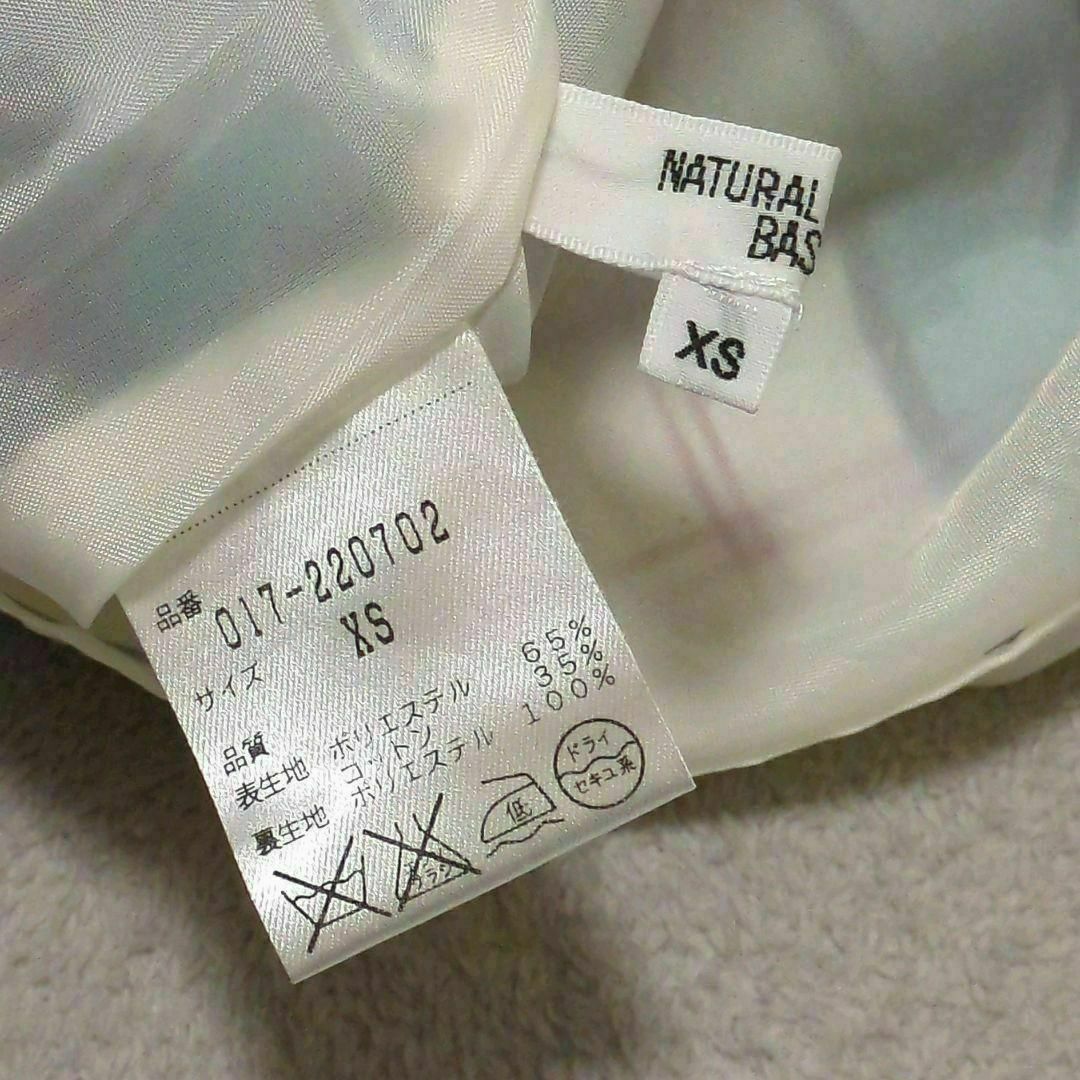 NATURAL
BAS
XS
品番 017-220702
サイズ XS
品質
表生地 ポリエステル 65%
コットン 35%
裏生地 ポリエステル 100%
低
ドライ
セキユ系